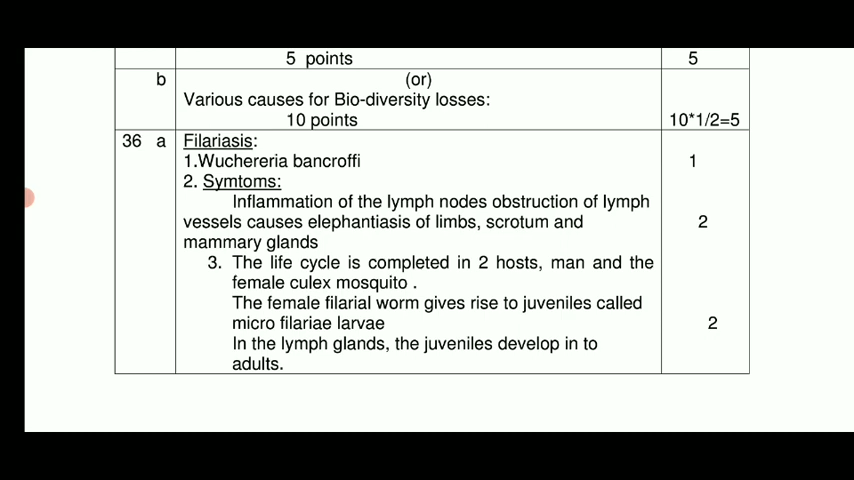 5 points 5
b (or)
Various causes for Bio-diversity losses:
10 points 10*1/2=5
36 a Filariasis:
1.Wuchereria bancroffi 1
2. Symtoms:
Inflammation of the lymph nodes obstruction of lymph
vessels causes elephantiasis of limbs, scrotum and 2
mammary glands
3. The life cycle is completed in 2 hosts, man and the
female culex mosquito .
The female filarial worm gives rise to juveniles called
micro filariae larvae 2
In the lymph glands, the juveniles develop in to
adults.